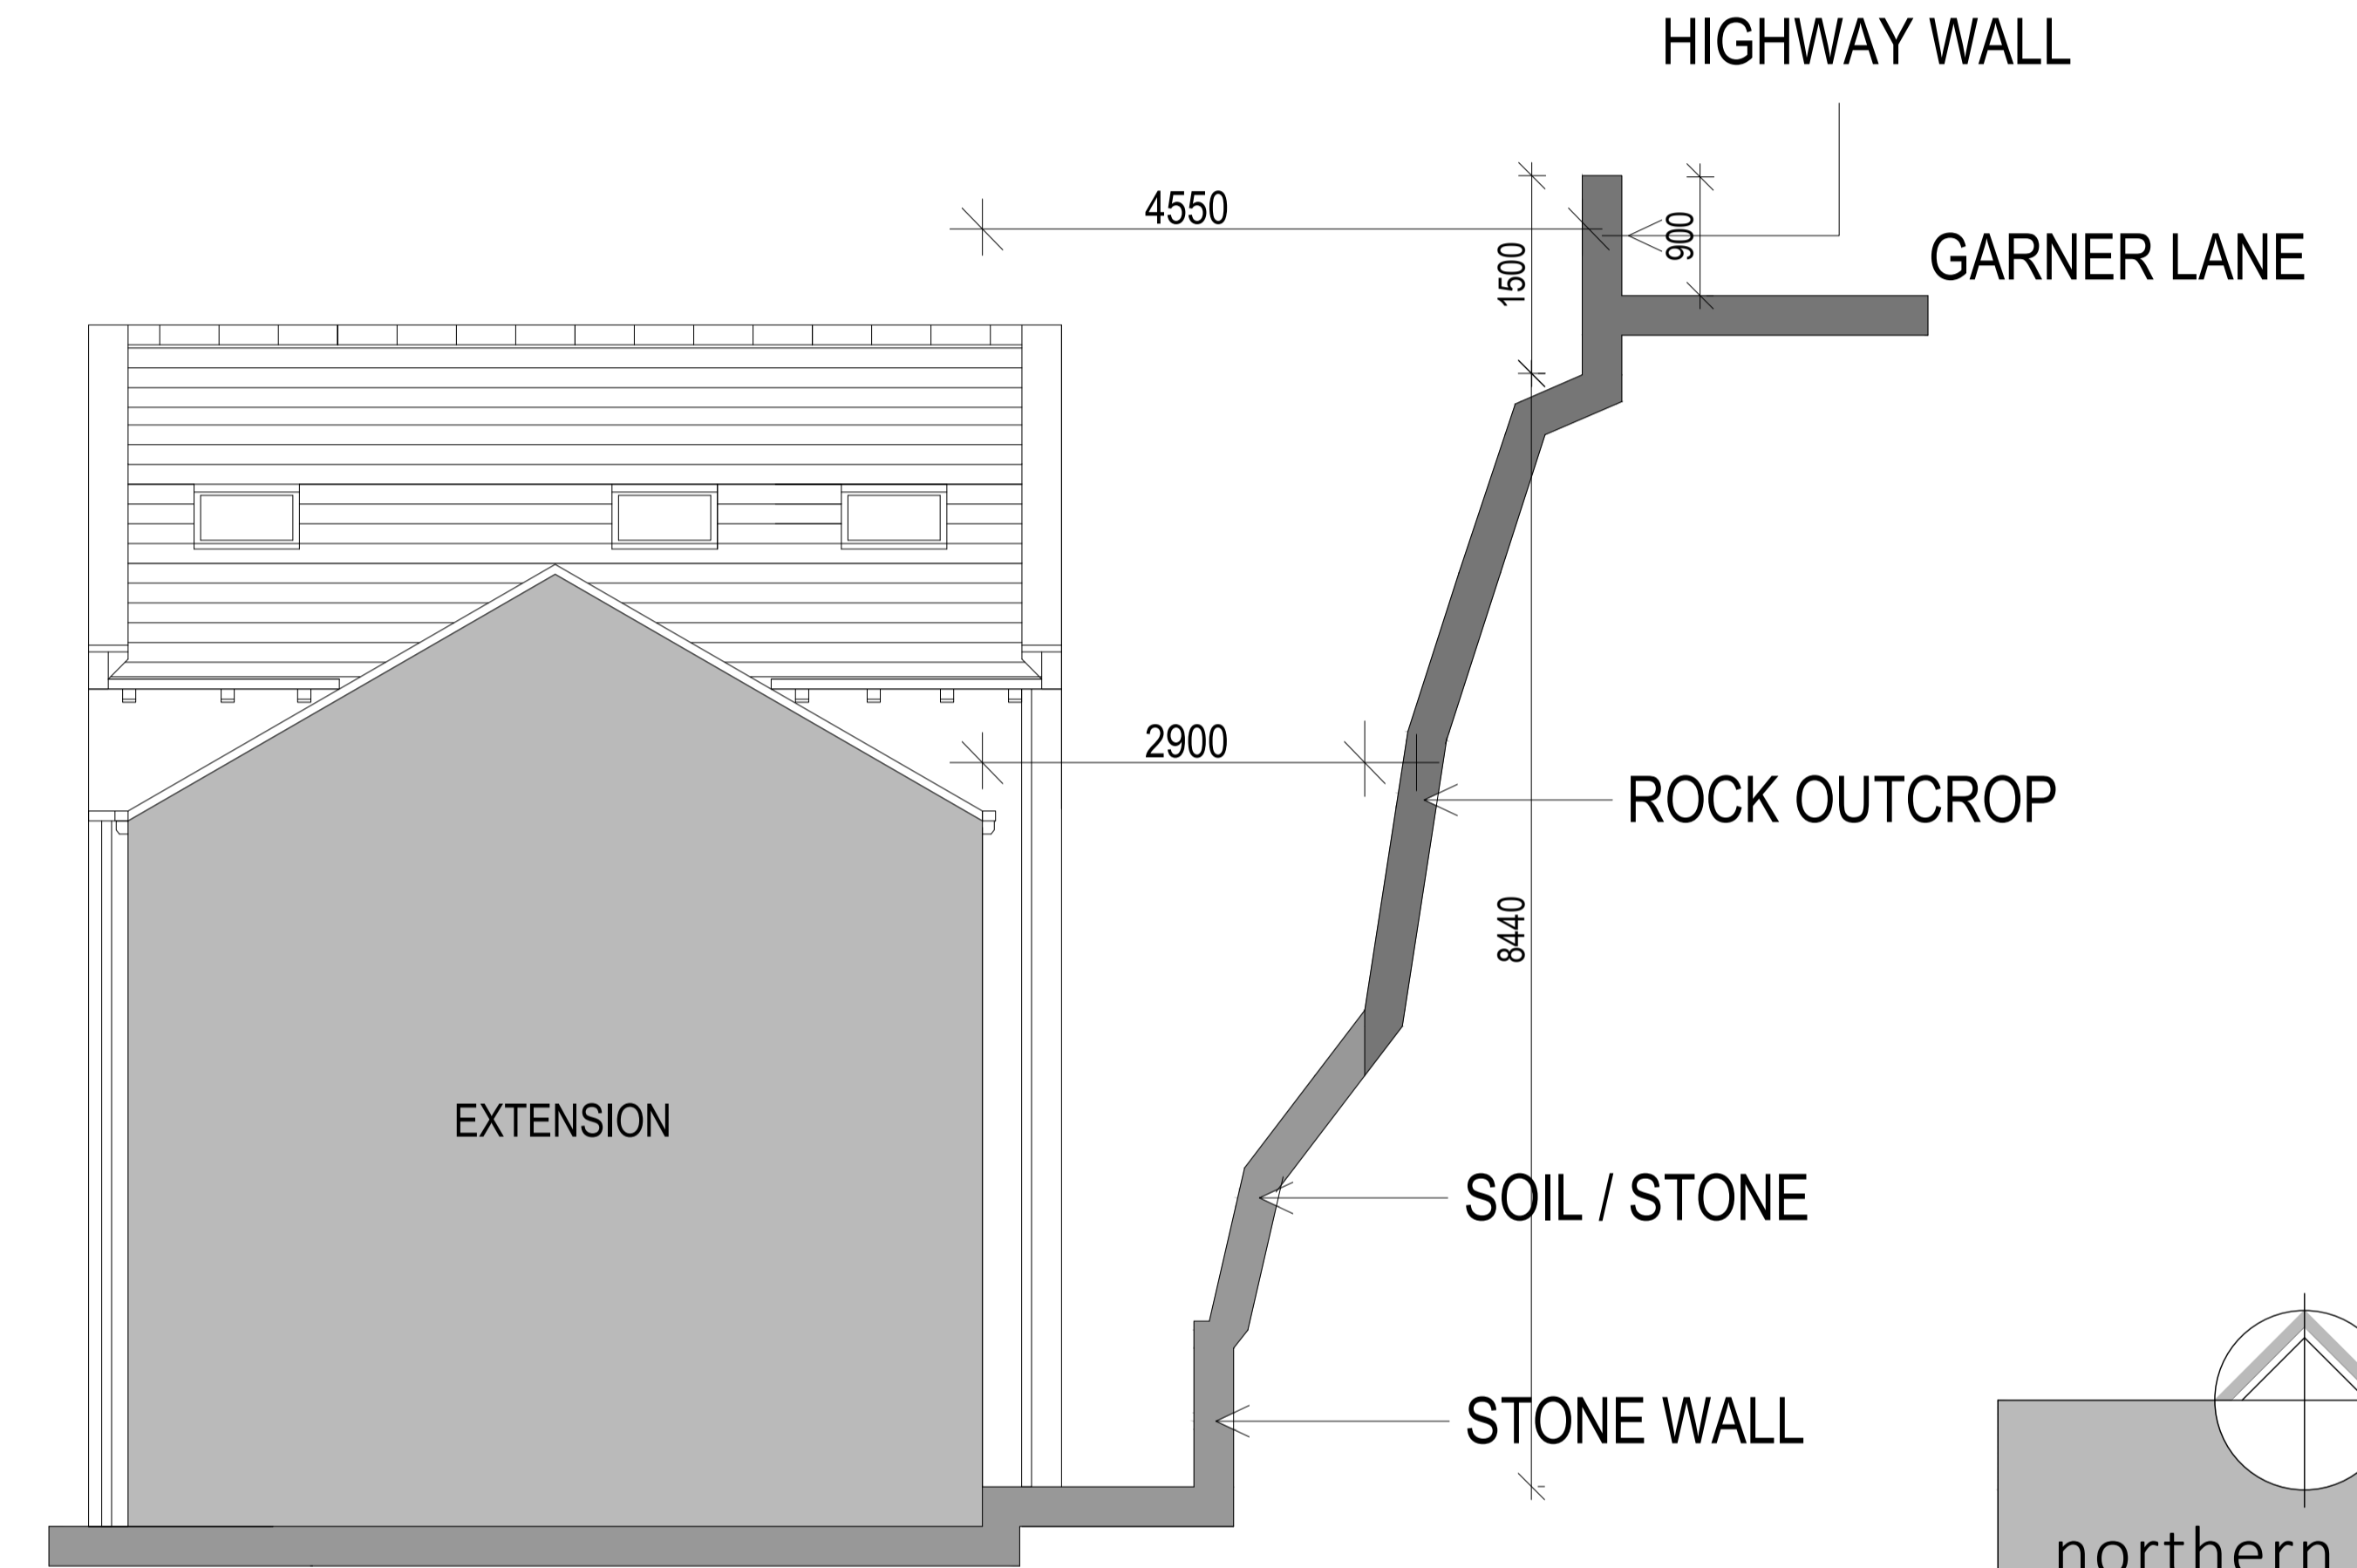 HIGHWAY WALL
4550
1500
900
GARNER LANE
2900
ROCK OUTCROP
8440
EXTENSION
SOIL / STONE
STONE WALL
northern